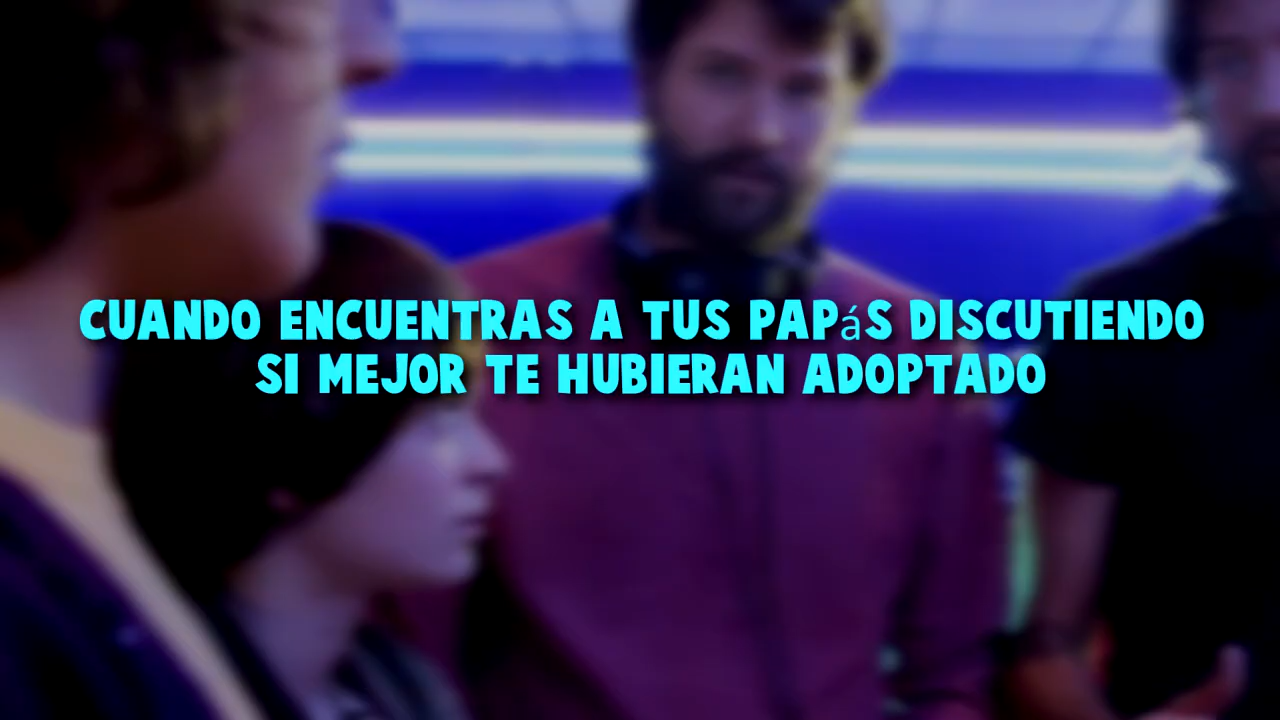 CUANDO ENCUENTRAS A TUS PAPáS DISCUTIENDO
SI MEJOR TE HUBIERAN ADOPTADO